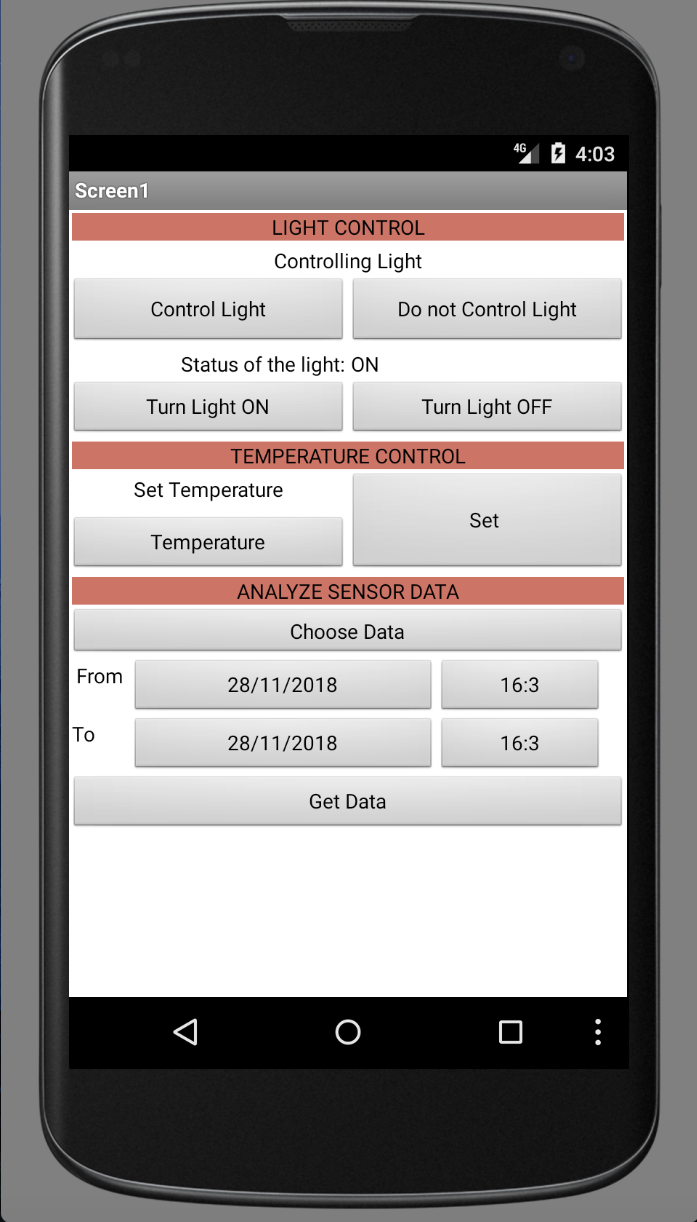 4G 4:03
Screen1
LIGHT CONTROL
Controlling Light
Control Light Do not Control Light
Status of the light: ON
Turn Light ON Turn Light OFF
TEMPERATURE CONTROL
Set Temperature
Set
Temperature
ANALYZE SENSOR DATA
Choose Data
From 28/11/2018 16:3
To 28/11/2018 16:3
Get Data